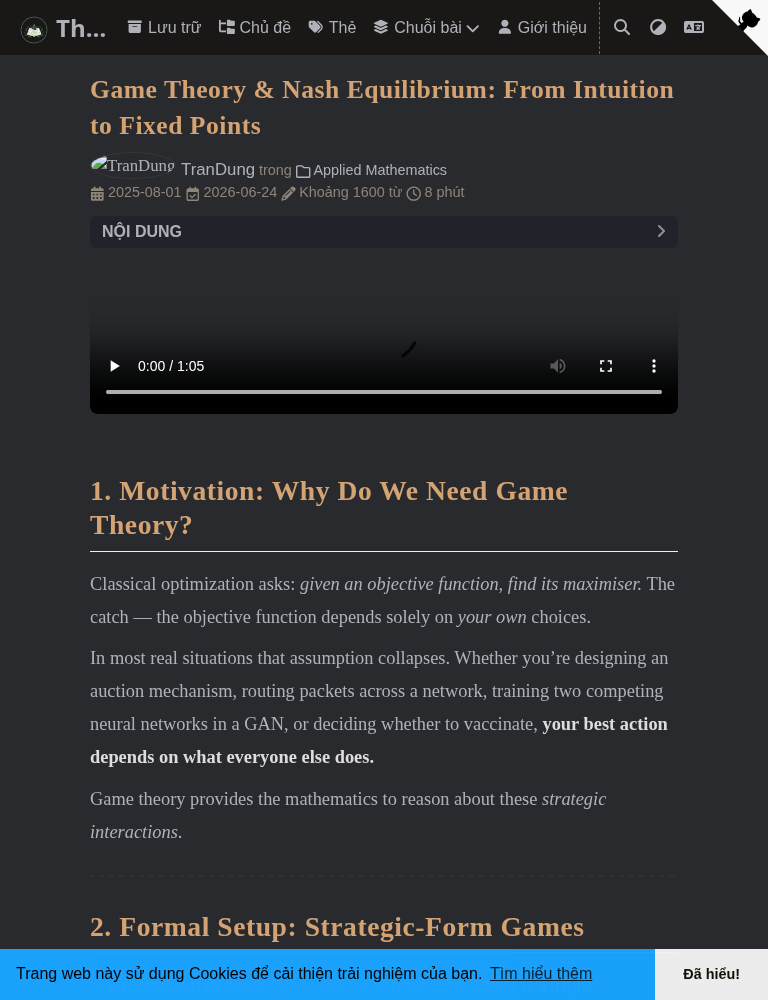 Th...
Lưu trữ Chủ đề Thẻ Chuỗi bài Giới thiệu
Game Theory & Nash Equilibrium: From Intuition
to Fixed Points
TranDung TranDung trong Applied Mathematics
2025-08-01 2026-06-24 Khoảng 1600 từ 8 phút
NỘI DUNG
0:00 / 1:05
1. Motivation: Why Do We Need Game
Theory?
Classical optimization asks: given an objective function, find its maximiser. The
catch — the objective function depends solely on your own choices.
In most real situations that assumption collapses. Whether you’re designing an
auction mechanism, routing packets across a network, training two competing
neural networks in a GAN, or deciding whether to vaccinate, your best action
depends on what everyone else does.
Game theory provides the mathematics to reason about these strategic
interactions.
2. Formal Setup: Strategic-Form Games
Trang web này sử dụng Cookies để cải thiện trải nghiệm của bạn. Tìm hiểu thêm
Đã hiểu!